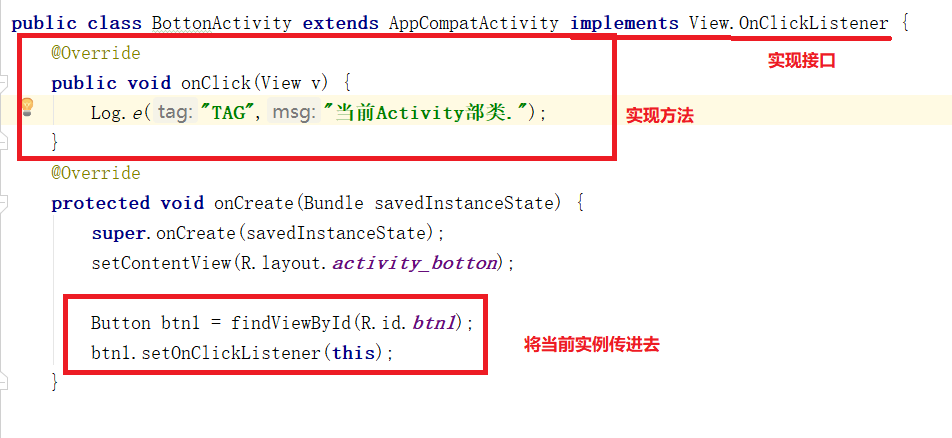 public class BottonActivity extends AppCompatActivity implements View.OnClickListener {
实现接口
@Override
public void onClick(View v) {
Log.e( tag: "TAG", msg: "当前Activity部类.");
实现方法
}
@Override
protected void onCreate(Bundle savedInstanceState) {
super.onCreate(savedInstanceState);
setContentView(R.layout.activity_botton);
Button btn1 = findViewById(R.id.btn1);
btn1.setOnClickListener(this);
将当前实例传进去
}